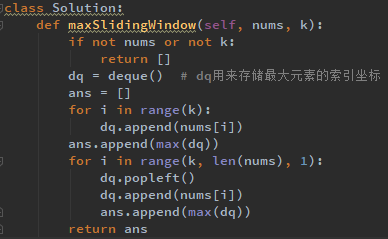 class Solution:
    def maxSlidingWindow(self, nums, k):
        if not nums or not k:
            return []
        dq = deque()  # dq用来存储最大元素的索引坐标
        ans = []
        for i in range(k):
            dq.append(nums[i])
        ans.append(max(dq))
        for i in range(k, len(nums), 1):
            dq.popleft()
            dq.append(nums[i])
            ans.append(max(dq))
        return ans